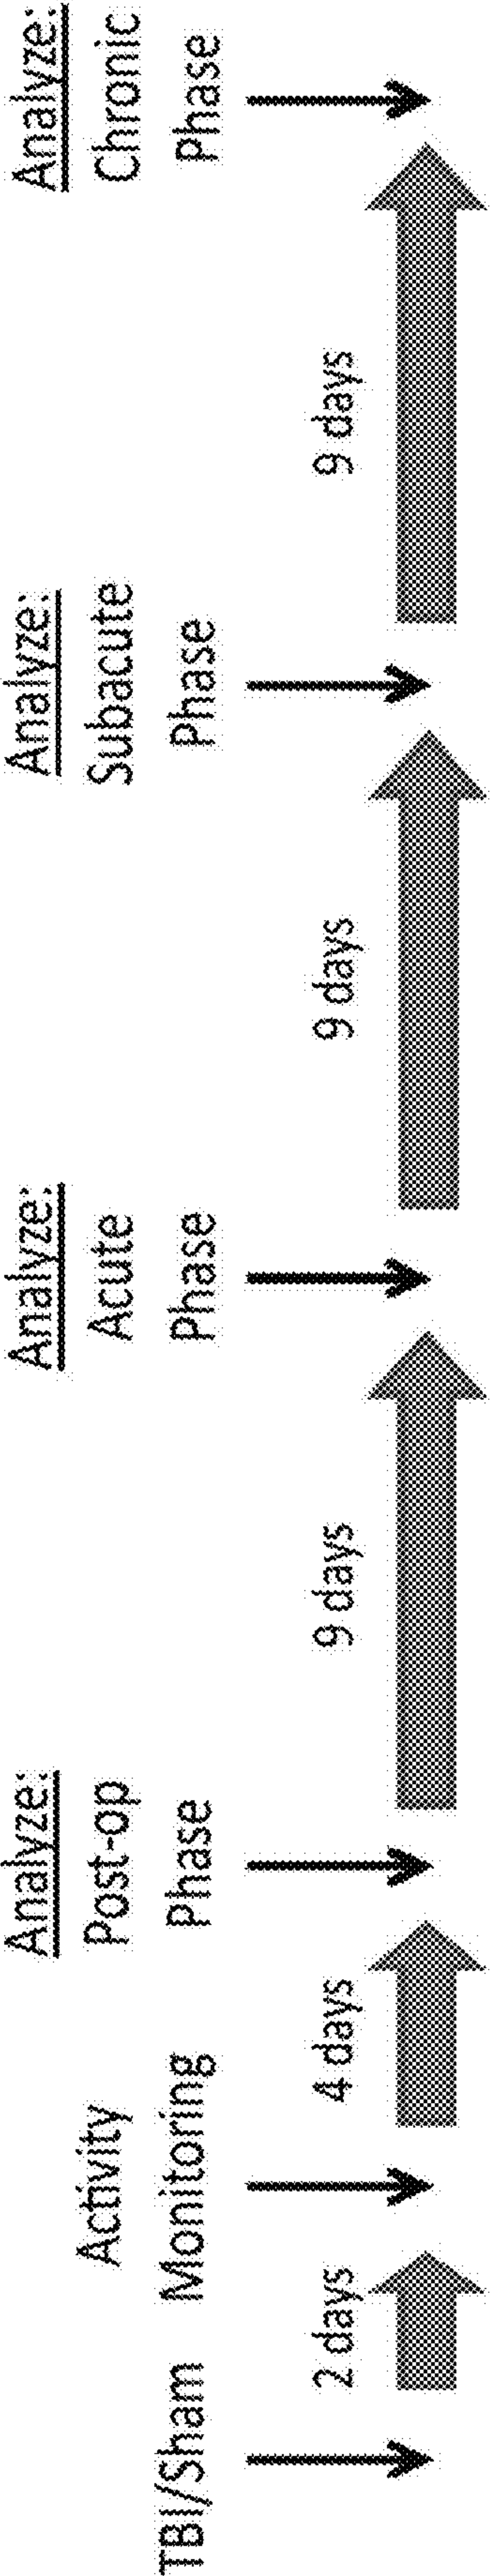 TBI/Sham
Activity
Monitoring
Analyze:
Post-op
Phase
Analyze:
Acute
Phase
Analyze:
Subacute
Phase
Analyze:
Chronic
Phase
2 days
4 days
9 days
9 days
9 days